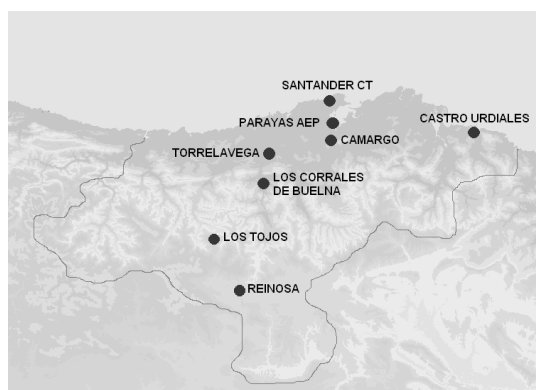 SANTANDER CT
PARAYAS AEP
CASTRO URDIALES
CAMARGO
TORRELAVEGA
LOS CORRALES
DE BUELNA
LOS TOJOS
REINOSA